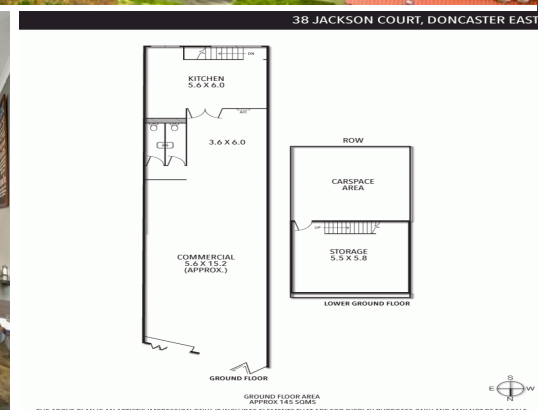 38 JACKSON COURT, DONCASTER EAST
DN
KITCHEN
5.6 X 6.0
A/C
3.6 X 6.0
ROW
CARSPACE
AREA
UP
STORAGE
5.5 X 5.8
COMMERCIAL
5.6 X 15.2
(APPROX.)
LOWER GROUND FLOOR
GROUND FLOOR
GROUND FLOOR AREA
APPROX 145 SQMS
S
E
W
N